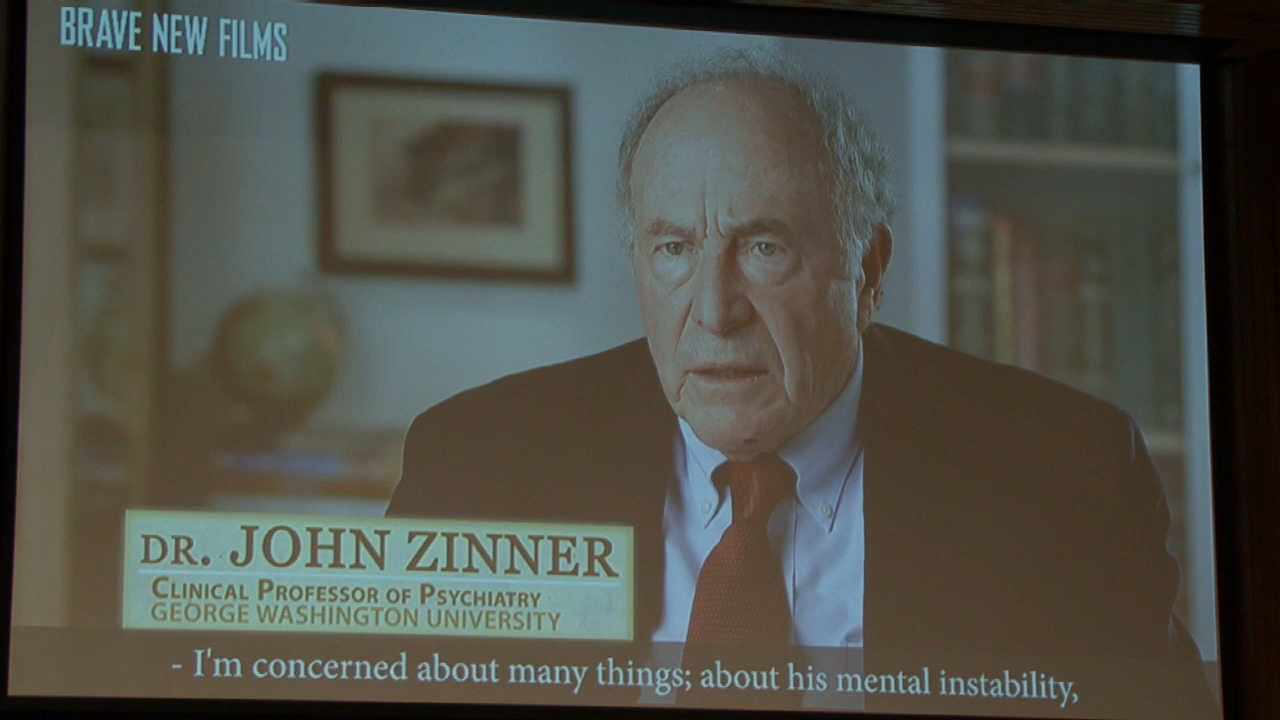 BRAVE NEW FILMS
DR. JOHN ZINNER
CLINICAL PROFESSOR OF PSYCHIATRY
GEORGE WASHINGTON UNIVERSITY
- I'm concerned about many things; about his mental instability,